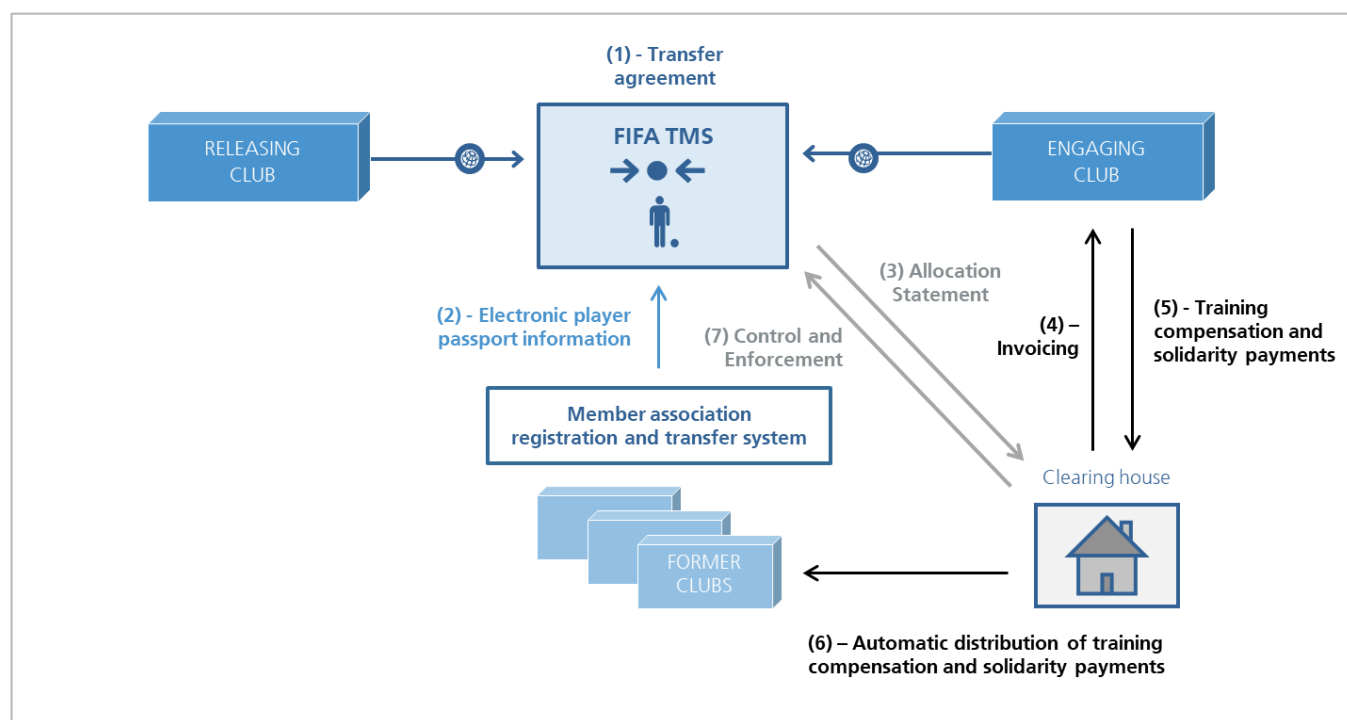 (1) - Transfer
agreement
RELEASING
CLUB
FIFA TMS
ENGAGING
CLUB
(2) - Electronic player
passport information
(3) Allocation
Statement
(7) Control and
Enforcement
(4) –
Invoicing
(5) - Training
compensation and
solidarity payments
Member association
registration and transfer system
Clearing house
FORMER
CLUBS
(6) – Automatic distribution of training
compensation and solidarity payments